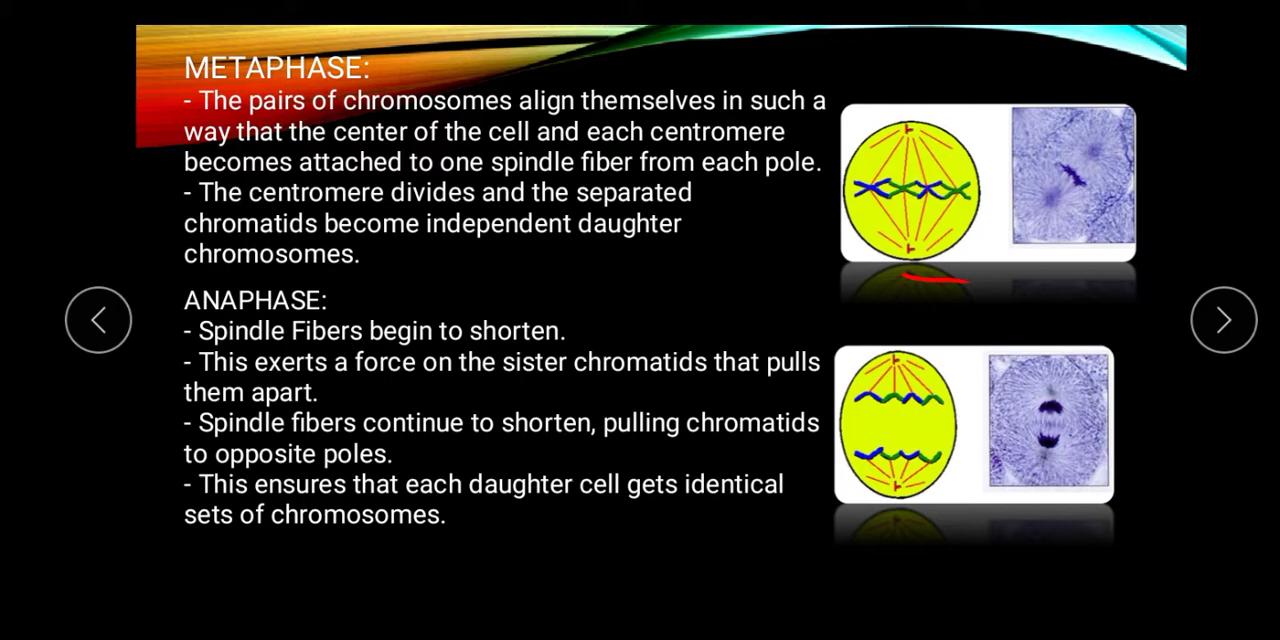 METAPHASE:
- The pairs of chromosomes align themselves in such a
way that the center of the cell and each centromere
becomes attached to one spindle fiber from each pole.
- The centromere divides and the separated
chromatids become independent daughter
chromosomes.
ANAPHASE:
- Spindle Fibers begin to shorten.
- This exerts a force on the sister chromatids that pulls
them apart.
- Spindle fibers continue to shorten, pulling chromatids
to opposite poles.
- This ensures that each daughter cell gets identical
sets of chromosomes.